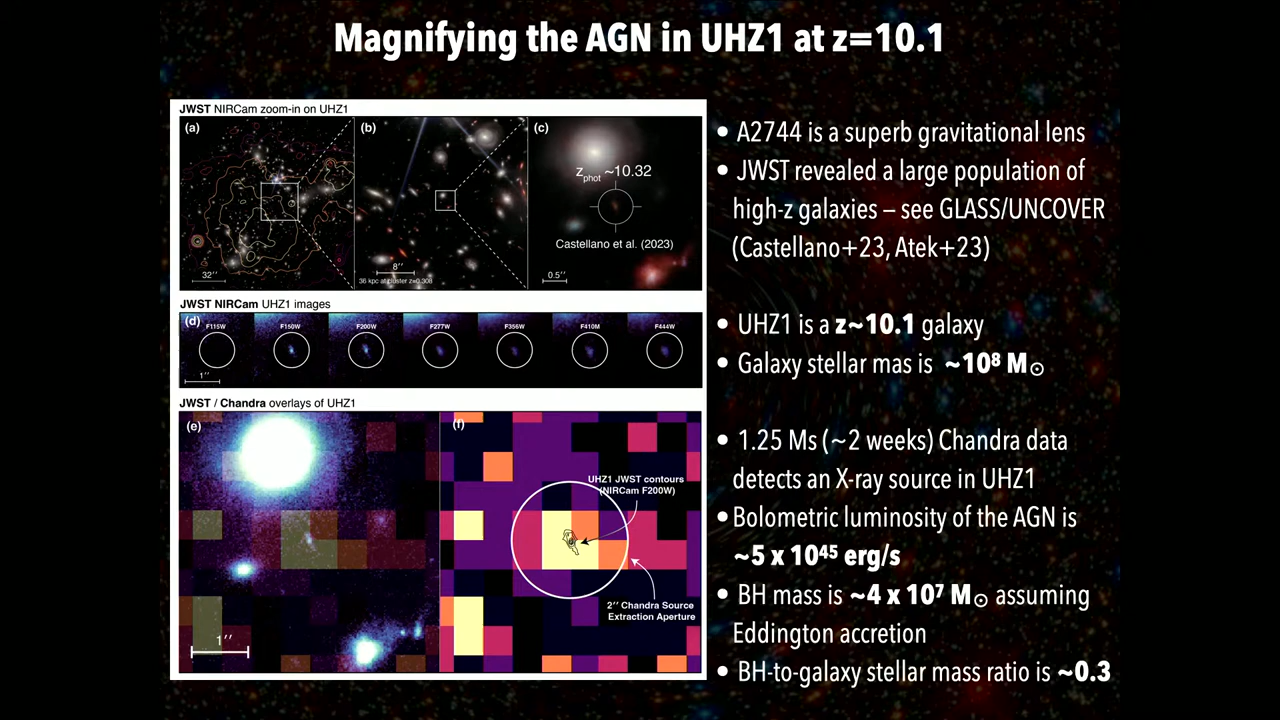 Magnifying the AGN in UHZ1 at z=10.1
JWST NIRCam zoom-in on UHZ1
(a)
32’’
(b)
8’’
36 kpc at cluster z=0.308
(c)
zphot ~10.32
Castellano et al. (2023)
0.5’’
JWST NIRCam UHZ1 images
(d)
F115W
F150W
F200W
F277W
F356W
F410M
F444W
1’’
JWST / Chandra overlays of UHZ1
(e)
1’’
(f)
UHZ1 JWST contours
(NIRCam F200W)
2’’ Chandra Source
Extraction Aperture
• A2744 is a superb gravitational lens
• JWST revealed a large population of
high-z galaxies – see GLASS/UNCOVER
(Castellano+23, Atek+23)
• UHZ1 is a z~10.1 galaxy
• Galaxy stellar mas is ~10⁸ M⊙
• 1.25 Ms (~2 weeks) Chandra data
detects an X-ray source in UHZ1
• Bolometric luminosity of the AGN is
~5 x 10⁴⁵ erg/s
• BH mass is ~4 x 10⁷ M⊙ assuming
Eddington accretion
• BH-to-galaxy stellar mass ratio is ~0.3